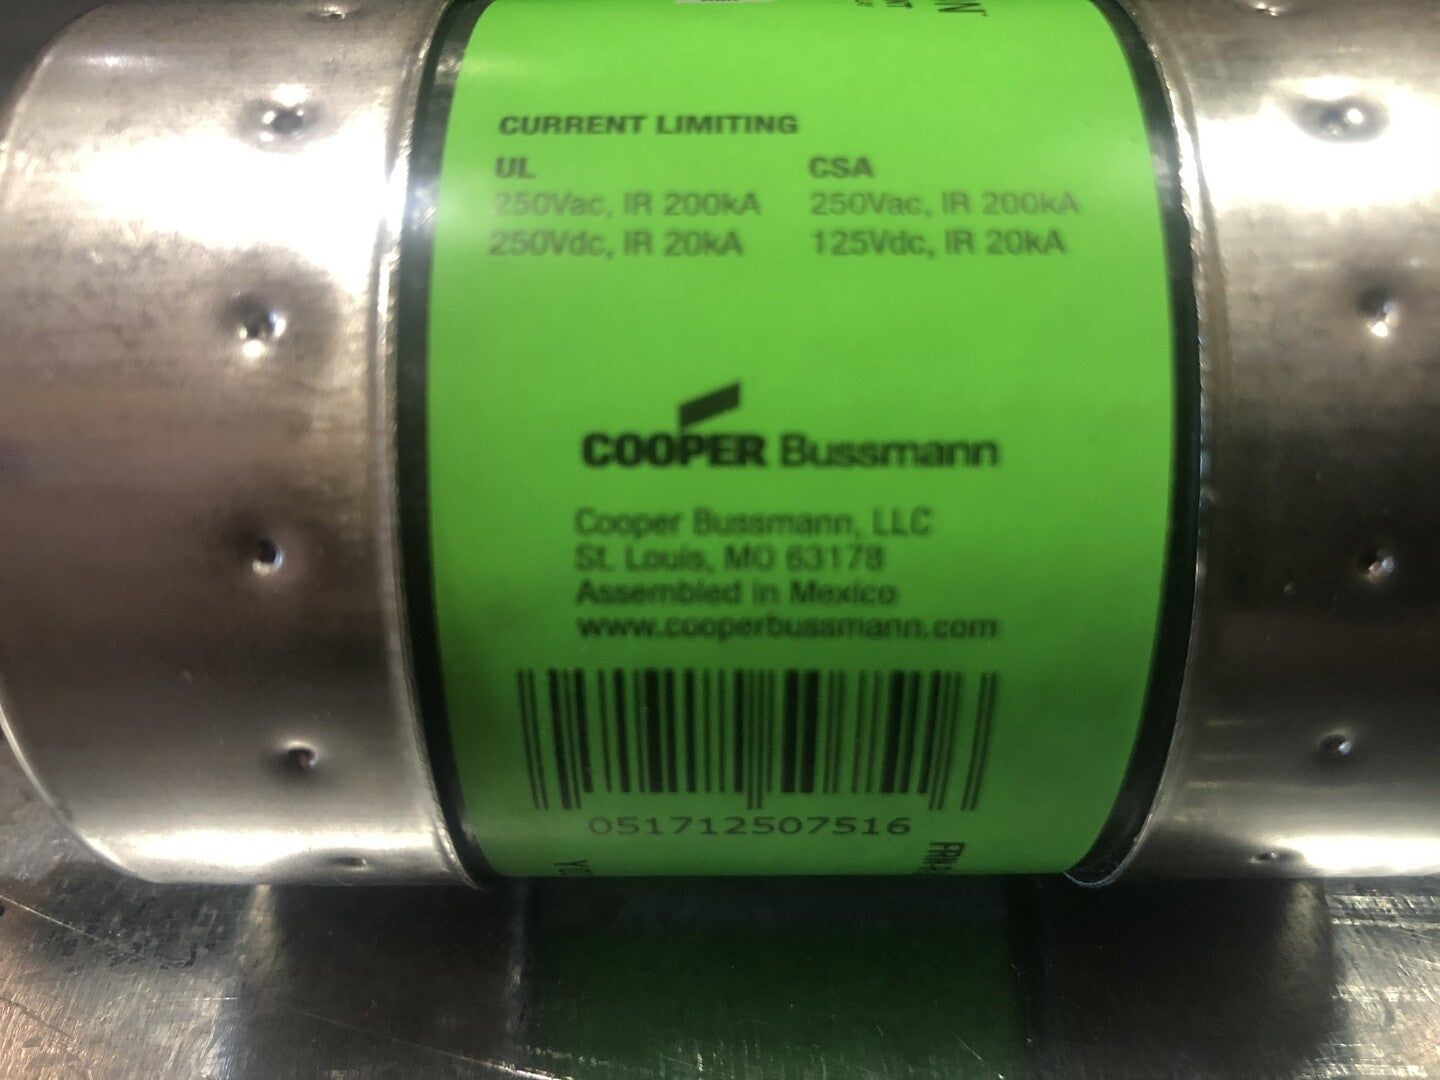 CURRENT LIMITING
UL CSA
250Vac, IR 200kA 250Vac, IR 200kA
250Vdc, IR 20kA 125Vdc, IR 20kA
COOPER Bussmann
Cooper Bussmann, LLC
St. Louis, MO 63178
Assembled in Mexico
www.cooperbussmann.com
051712507516